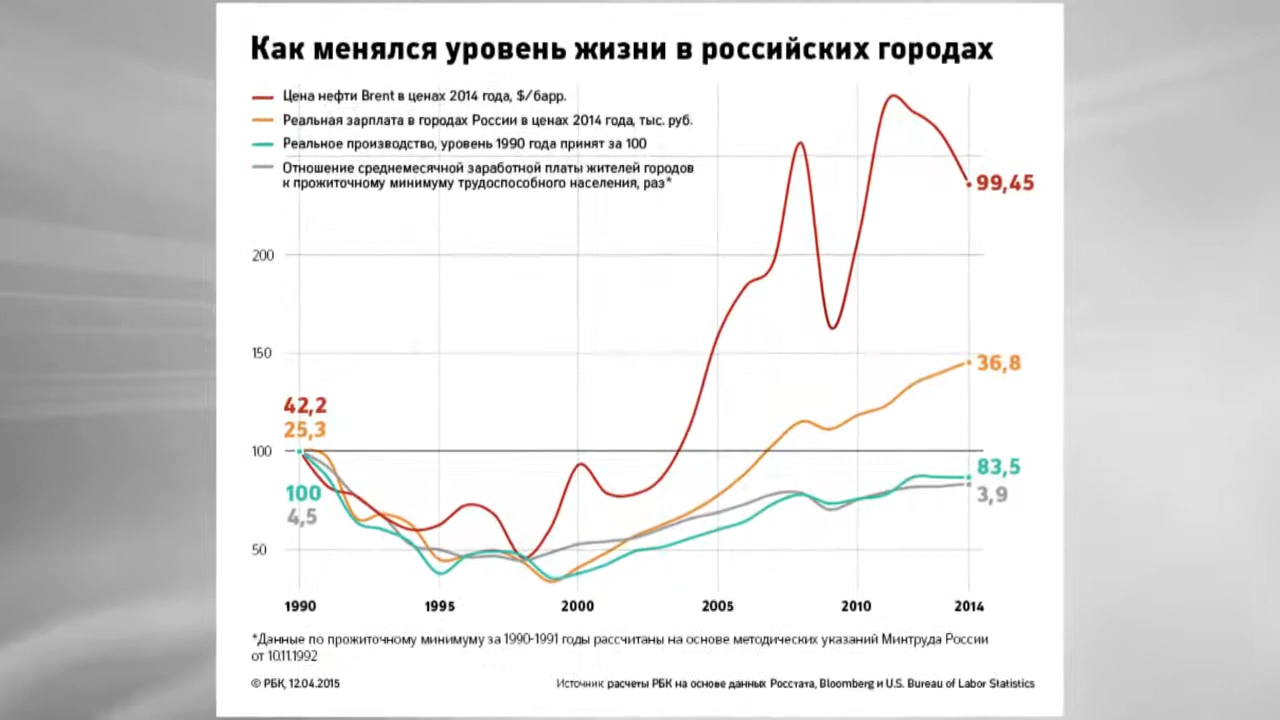 Как менялся уровень жизни в российских городах
Цена нефти Brent в ценах 2014 года, $/барр.
Реальная зарплата в городах России в ценах 2014 года, тыс. руб.
Реальное производство, уровень 1990 года принят за 100
Отношение среднемесячной заработной платы жителей городов
к прожиточному минимуму трудоспособного населения, раз*
99,45
200
150
36,8
42,2
25,3
100
83,5
100
3,9
4,5
50
1990 1995 2000 2005 2010 2014
*Данные по прожиточному минимуму за 1990-1991 годы рассчитаны на основе методических указаний Минтруда России
от 10.11.1992
© РБК, 12.04.2015
Источник: расчеты РБК на основе данных Росстата, Bloomberg и U.S. Bureau of Labor Statistics